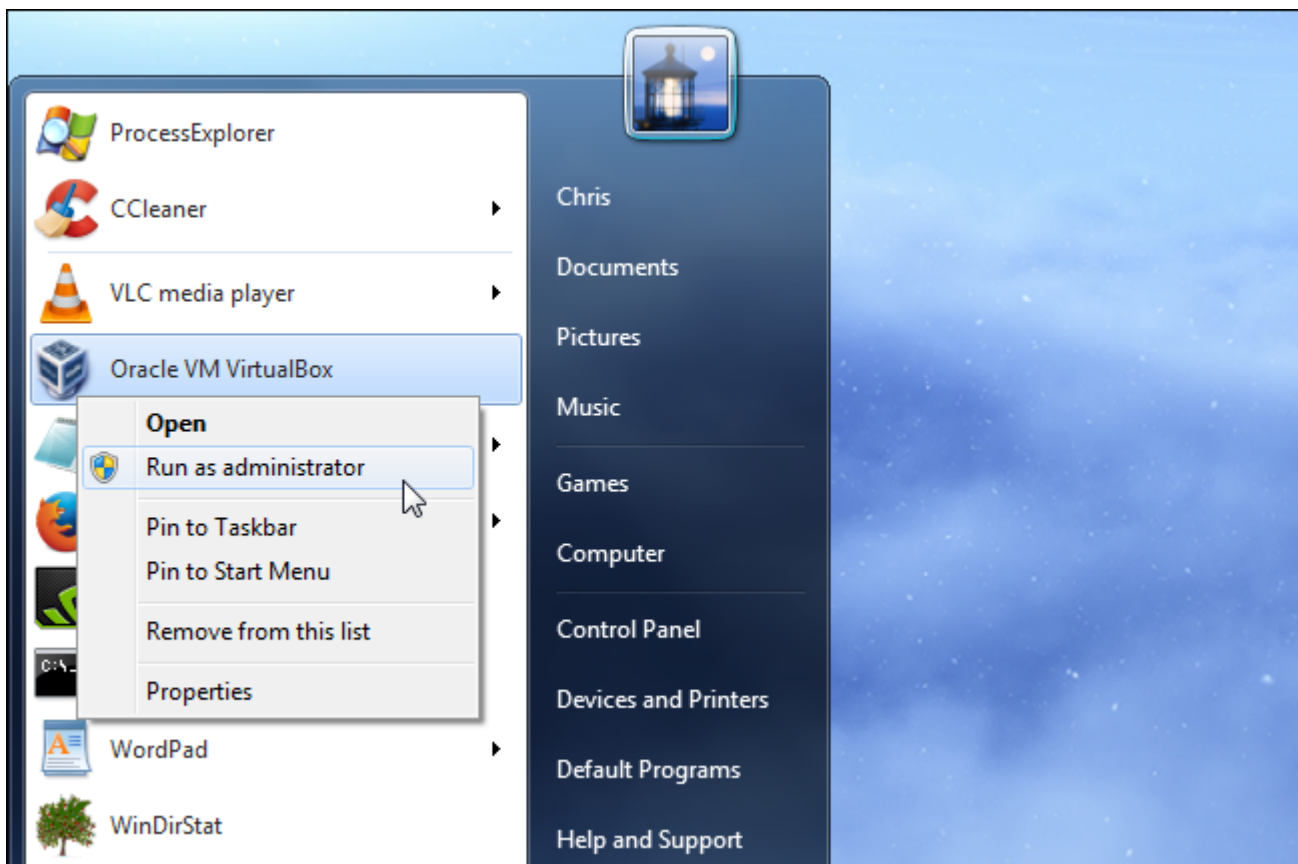 ProcessExplorer
CCleaner
VLC media player
Oracle VM VirtualBox
Open
Run as administrator
Pin to Taskbar
Pin to Start Menu
Remove from this list
Properties
C:\_
WordPad
WinDirStat
Chris
Documents
Pictures
Music
Games
Computer
Control Panel
Devices and Printers
Default Programs
Help and Support